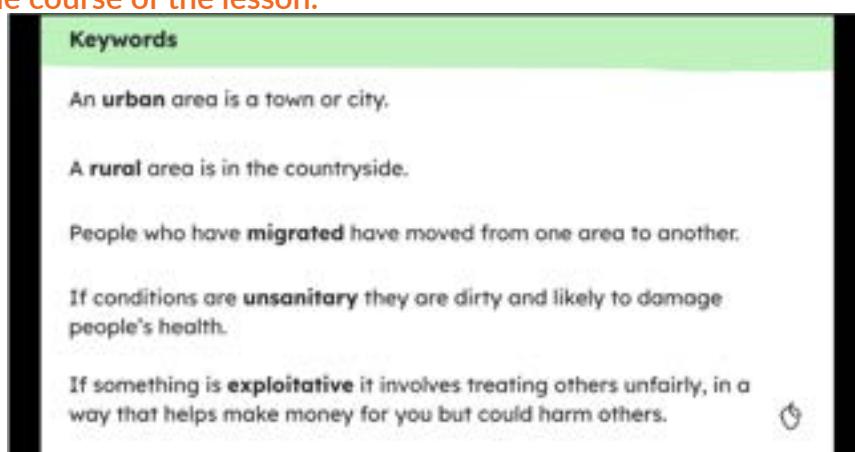 e course of the lesson.
Keywords
An urban area is a town or city.
A rural area is in the countryside.
People who have migrated have moved from one area to another.
If conditions are unsanitary they are dirty and likely to damage
people's health.
If something is exploitative it involves treating others unfairly, in a
way that helps make money for you but could harm others.